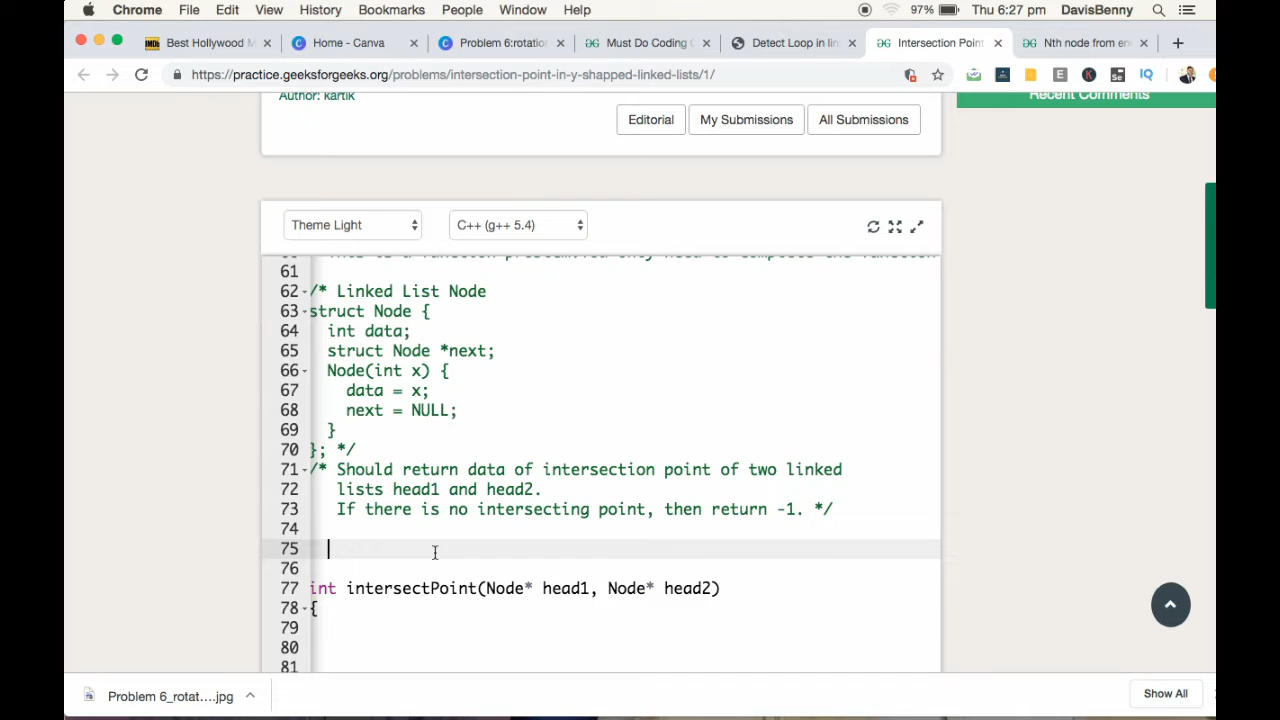 Chrome File Edit View History Bookmarks People Window Help 97% Thu 6:27 pm DavisBenny
IMDb Best Hollywood M Home - Canva Problem 6:rotatio Must Do Coding Detect Loop in lin Intersection Poin Nth node from en
https://practice.geeksforgeeks.org/problems/intersection-point-in-y-shapped-linked-lists/1/
Author: kartik
Recent Comments
Editorial My Submissions All Submissions
Theme Light C++ (g++ 5.4)
61
62 /* Linked List Node
63 struct Node {
64 int data;
65 struct Node *next;
66 Node(int x) {
67 data = x;
68 next = NULL;
69 }
70 }; */
71 /* Should return data of intersection point of two linked
72 lists head1 and head2.
73 If there is no intersecting point, then return -1. */
74
75
76
77 int intersectPoint(Node* head1, Node* head2)
78 {
79
80
81
Problem 6_rotat....jpg Show All